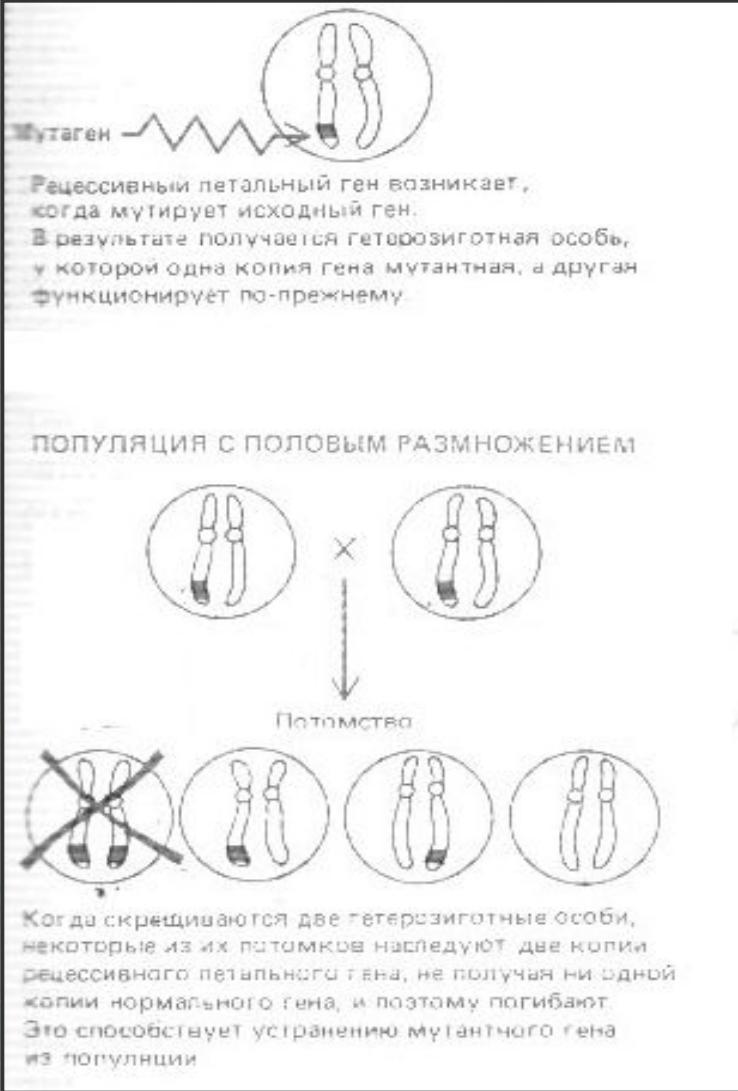 Мутаген
Рецессивный летальный ген возникает,
когда мутирует исходный ген.
В результате получается гетерозиготная особь,
у которой одна копия гена мутантная, а другая
функционирует по-прежнему.
ПОПУЛЯЦИЯ С ПОЛОВЫМ РАЗМНОЖЕНИЕМ
×
Потомство
Когда скрещиваются две гетерозиготные особи,
некоторые из их потомков наследуют две копии
рецессивного летального гена, не получая ни одной
копии нормального гена, и поэтому погибают.
Это способствует устранению мутантного гена
из популяции